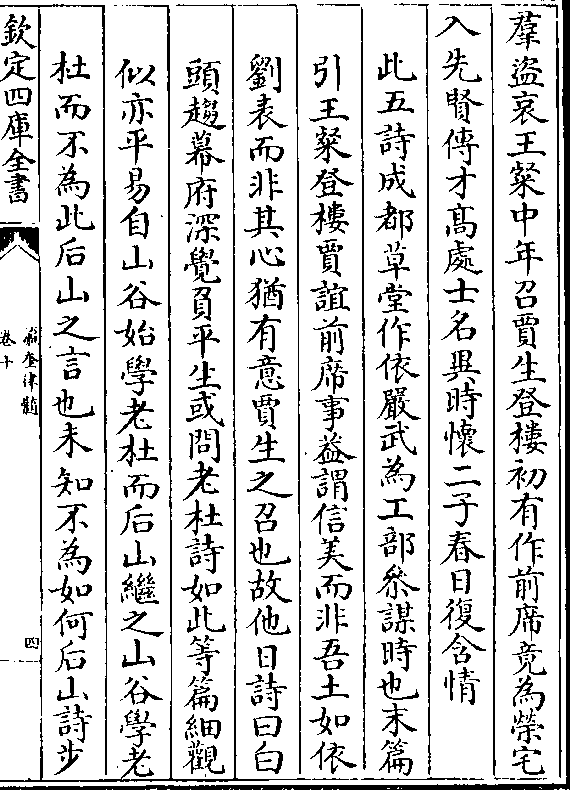 羣盜哀王粲中年召賈生登樓初有作前席竟為榮宅
入先賢傳才髙處士名異時懷二子春日復含情
此五詩成都草堂作依嚴武為工部叅謀時也末篇
引王粲登樓賈誼前席事葢謂信美而非吾土如依
劉表而非其心猶有意賈生之召也故他日詩曰白
頭趨幕府深覺負平生或問老杜詩如此等篇細觀
似亦平易自山谷始學老杜而后山繼之山谷學老
杜而不為此后山之言也未知不為如何后山詩步
欽定四庫全書
瀛奎律髓
卷十
四